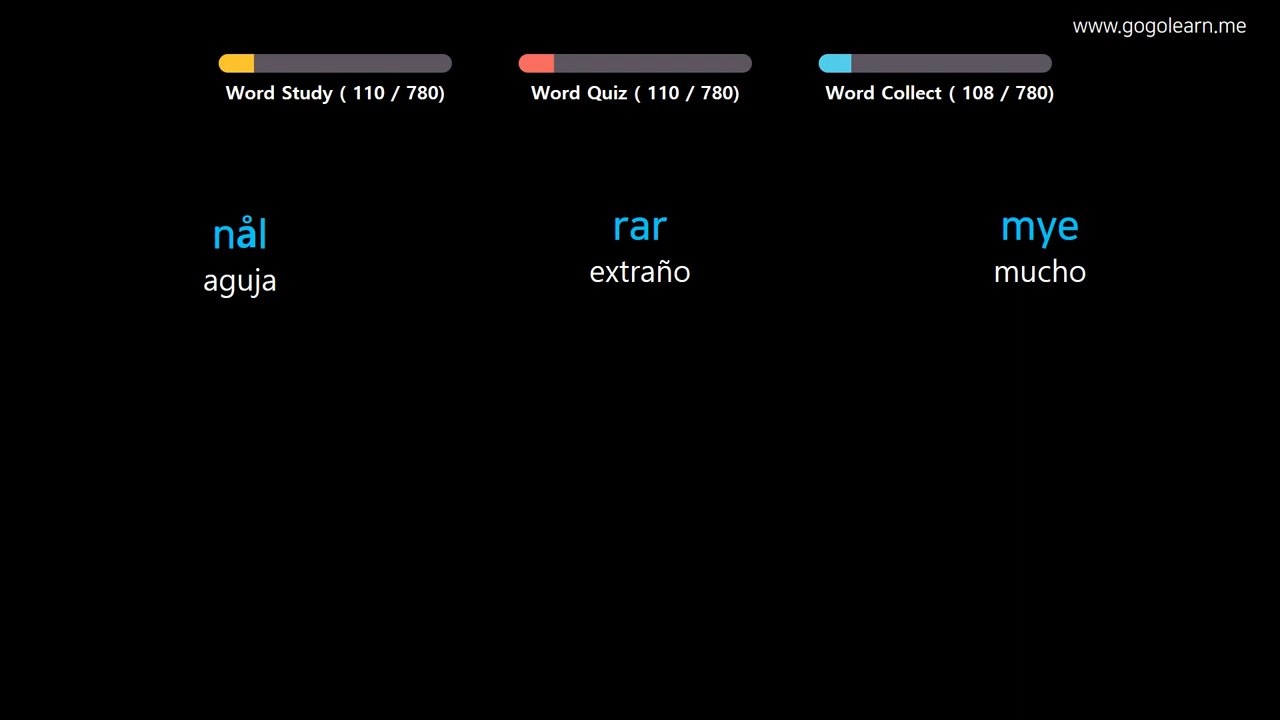 www.gogolearn.me
Word Study ( 110 / 780)
Word Quiz ( 110 / 780)
Word Collect ( 108 / 780)
nål
aguja
rar
extraño
mye
mucho